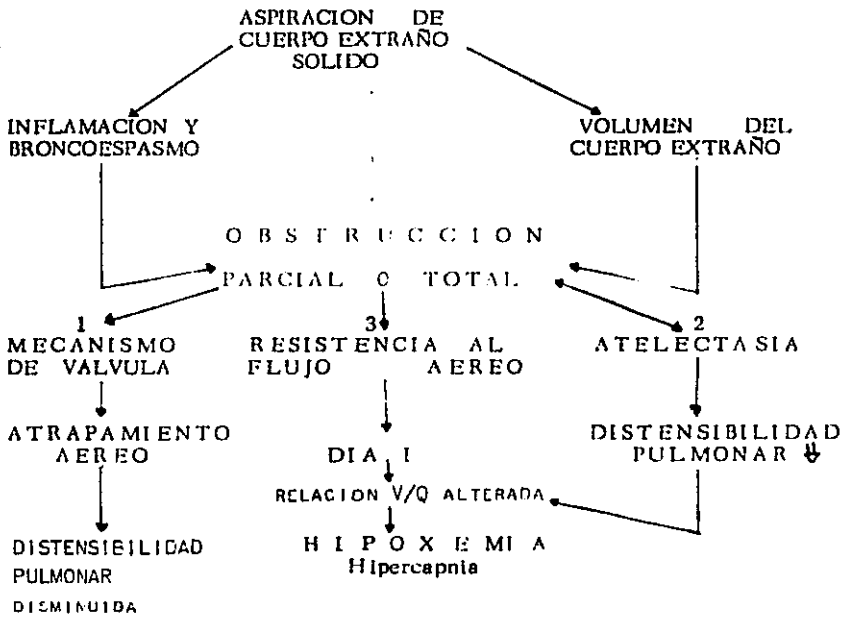 ASPIRACION DE
CUERPO EXTRAÑO
SOLIDO
INFLAMACION Y
BRONCOESPASMO
VOLUMEN DEL
CUERPO EXTRAÑO
OBSTRUCCION
PARCIAL O TOTAL
1
MECANISMO
DE VALVULA
3
RESISTENCIA AL
FLUJO AEREO
2
ATELECTASIA
ATRAPAMIENTO
AEREO
DIA, I
DISTENSIBILIDAD
PULMONAR ⇓
RELACION V/Q ALTERADA
HIPOXEMIA
Hipercapnia
DISTENSIBILIDAD
PULMONAR
DISMINUIDA